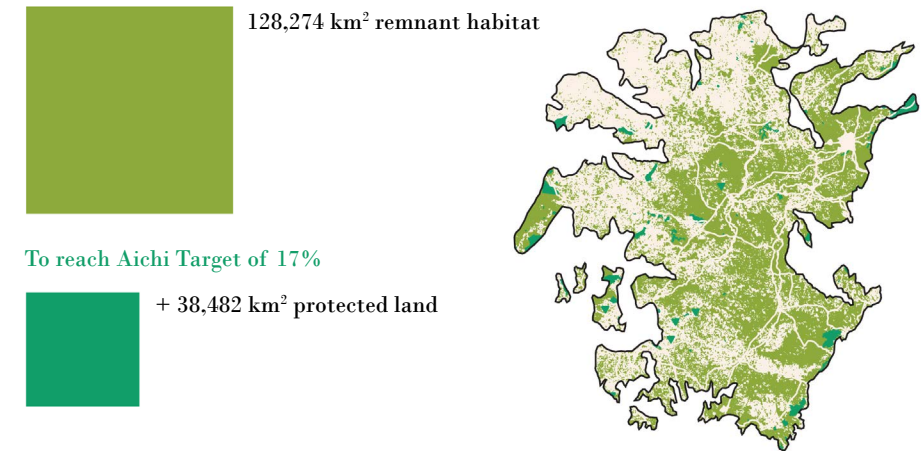 128,274 km² remnant habitat
To reach Aichi Target of 17%
+ 38,482 km² protected land